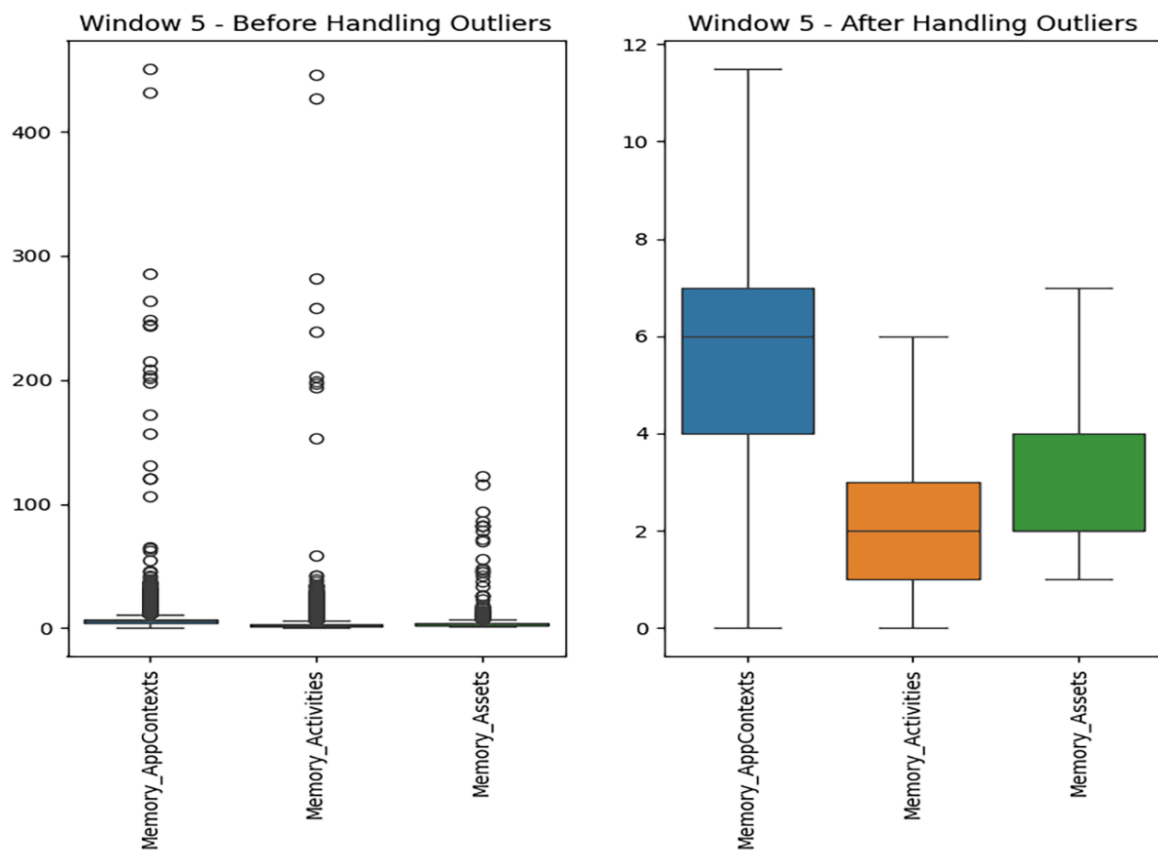 Window 5 - Before Handling Outliers
400
300
200
100
0
Memory_AppContexts
Memory_Activities
Memory_Assets
Window 5 - After Handling Outliers
12
10
8
6
4
2
0
Memory_AppContexts
Memory_Activities
Memory_Assets